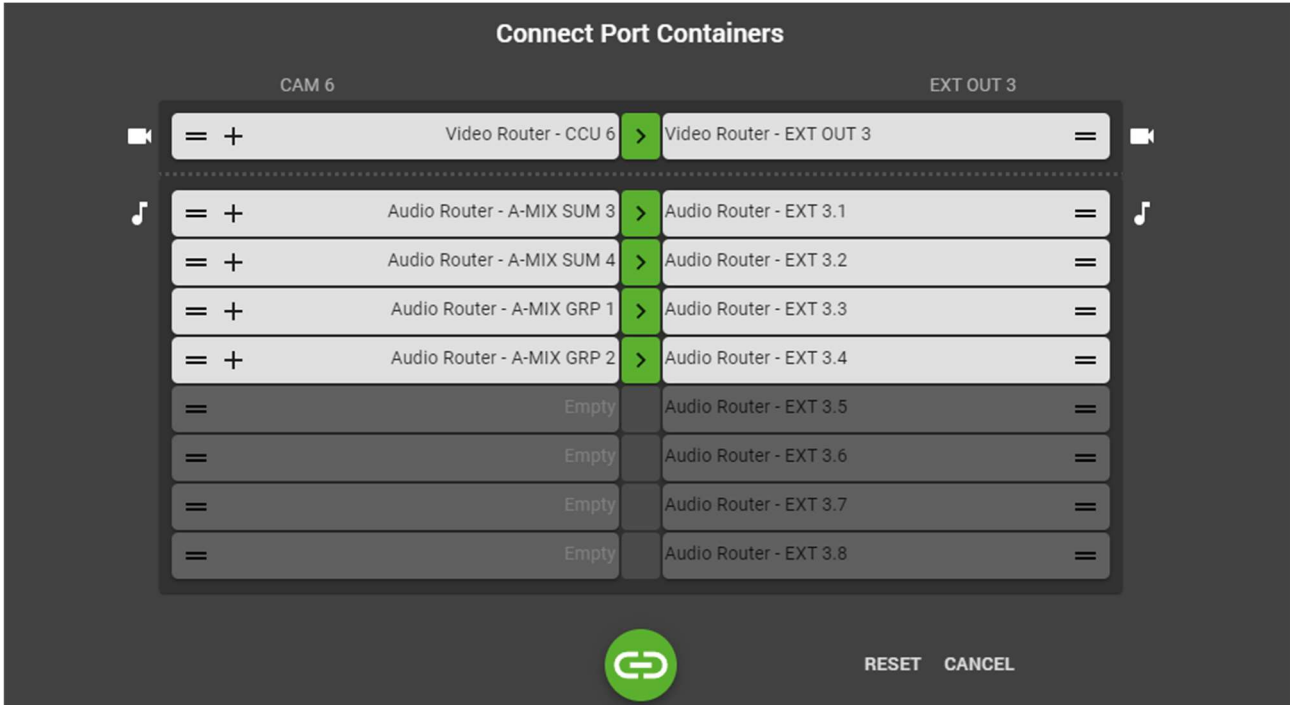 Connect Port Containers
CAM 6 EXT OUT 3
Video Router - CCU 6 Video Router - EXT OUT 3
Audio Router - A-MIX SUM 3 Audio Router - EXT 3.1
Audio Router - A-MIX SUM 4 Audio Router - EXT 3.2
Audio Router - A-MIX GRP 1 Audio Router - EXT 3.3
Audio Router - A-MIX GRP 2 Audio Router - EXT 3.4
Empty Audio Router - EXT 3.5
Empty Audio Router - EXT 3.6
Empty Audio Router - EXT 3.7
Empty Audio Router - EXT 3.8
RESET CANCEL